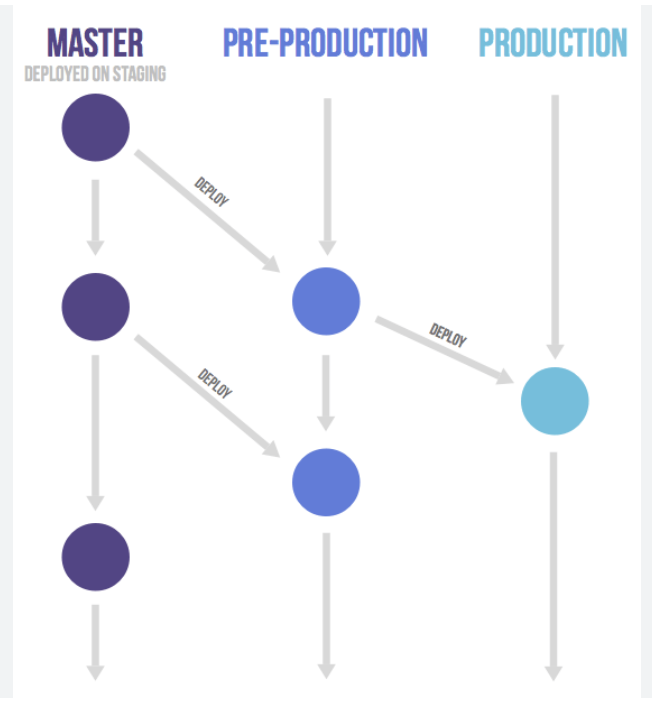 MASTER
DEPLOYED ON STAGING
PRE-PRODUCTION
PRODUCTION
DEPLOY
DEPLOY
DEPLOY